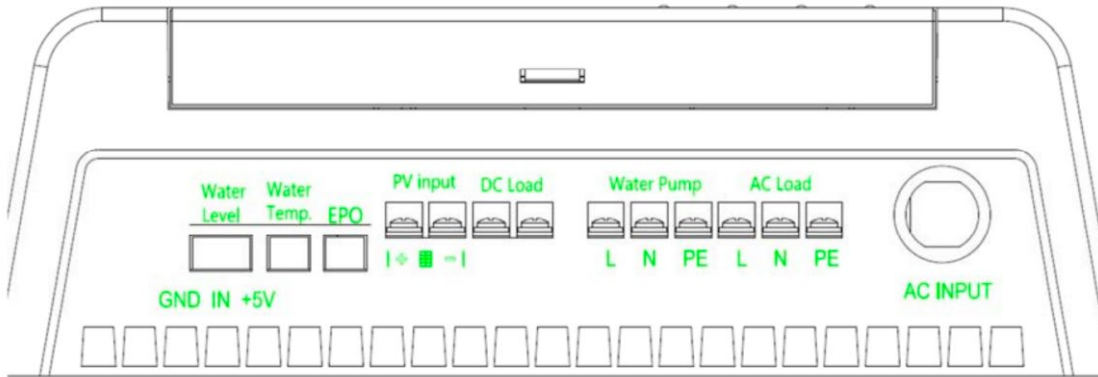 Water Level
Water Temp.
EPO
PV input
DC Load
Water Pump
AC Load
L N PE L N PE
GND IN +5V
AC INPUT